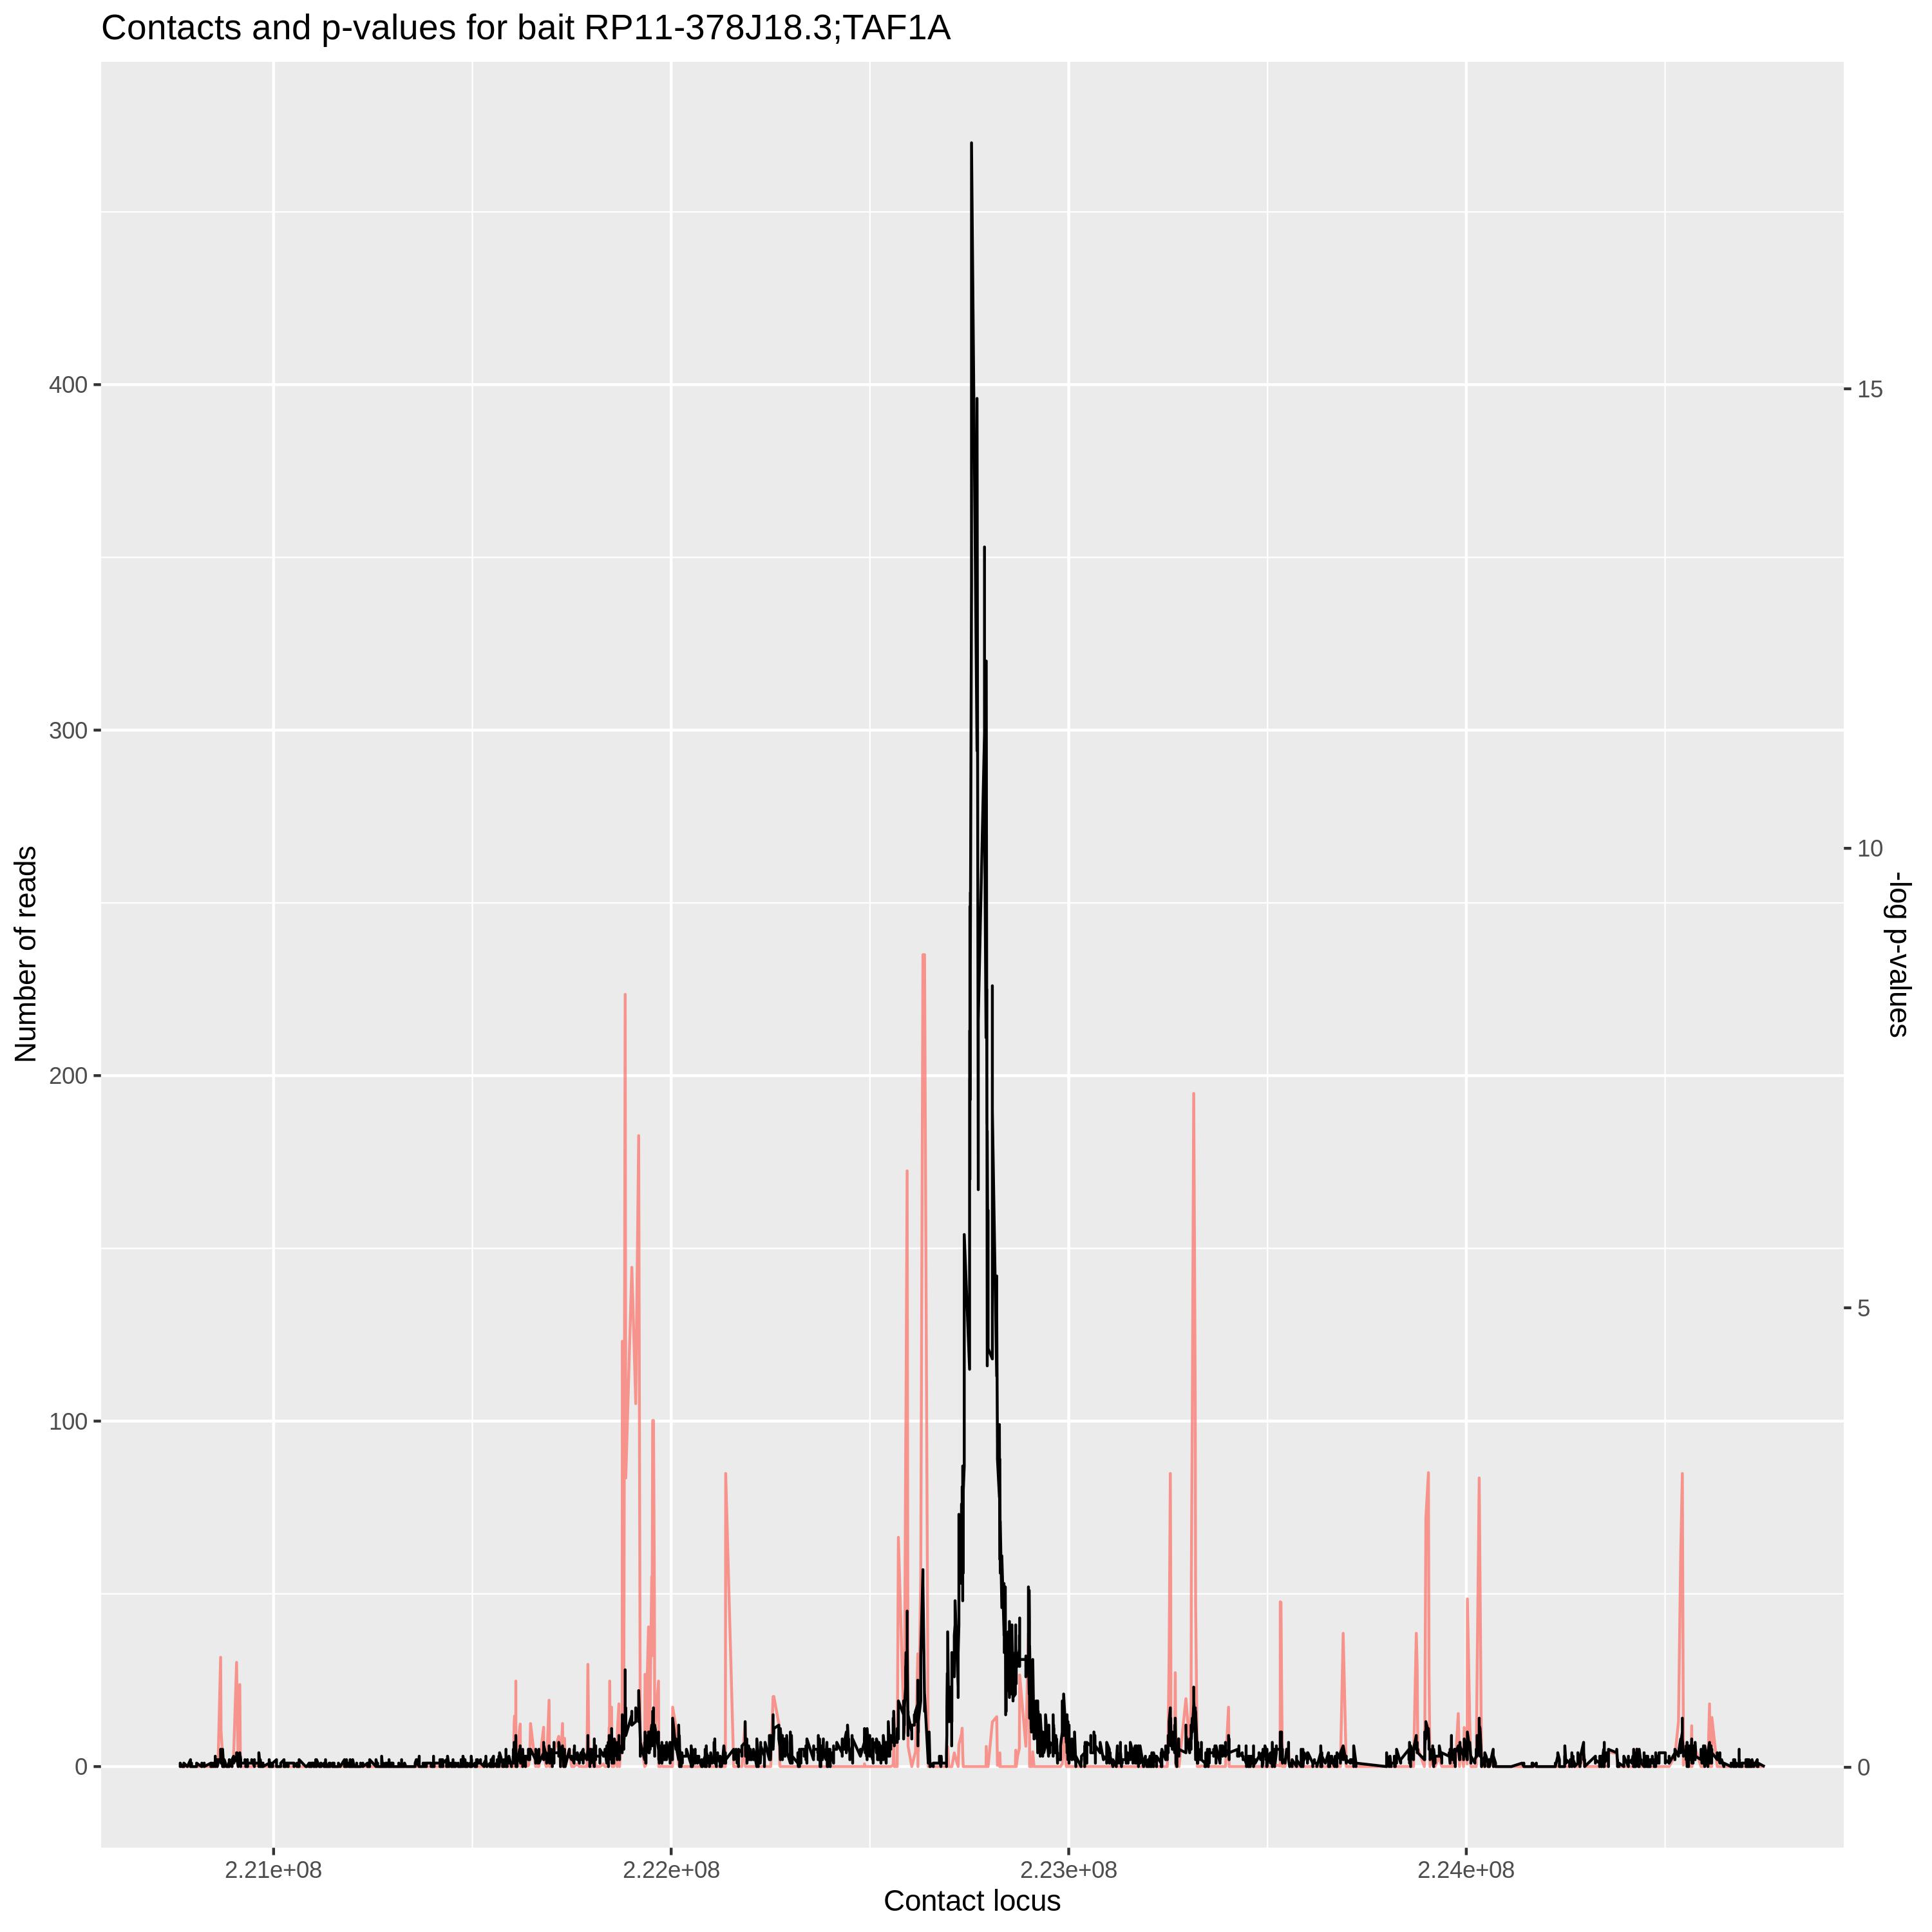 Contacts and p-values for bait RP11-378J18.3;TAF1A
Number of reads
400
300
200
100
0
15
10
5
0
-log p-values
2.21e+08 2.22e+08 2.23e+08 2.24e+08
Contact locus